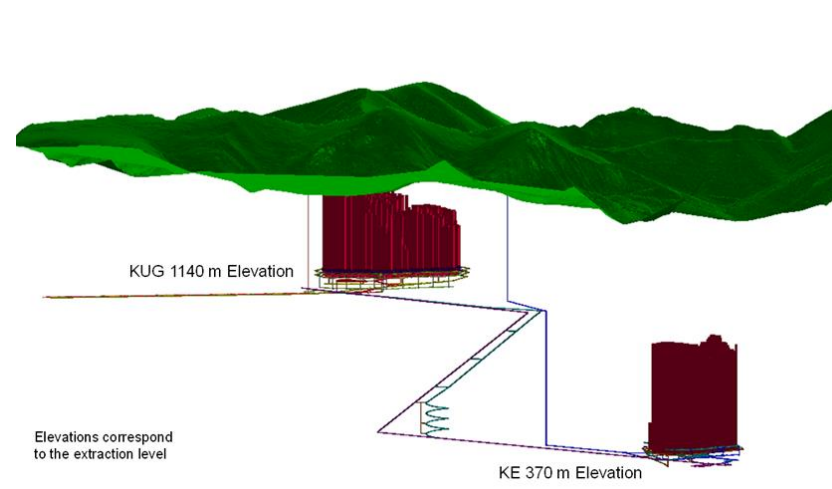 KUG 1140 m Elevation
Elevations correspond
to the extraction level
KE 370 m Elevation